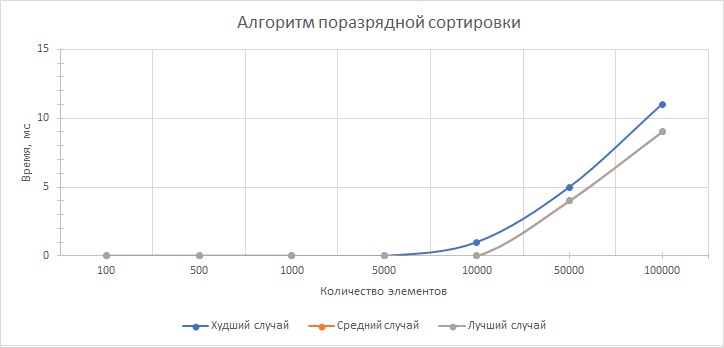 Алгоритм поразрядной сортировки
15
10
5
0
Время, мс
100 500 1000 5000 10000 50000 100000
Количество элементов
Худший случай Средний случай Лучший случай